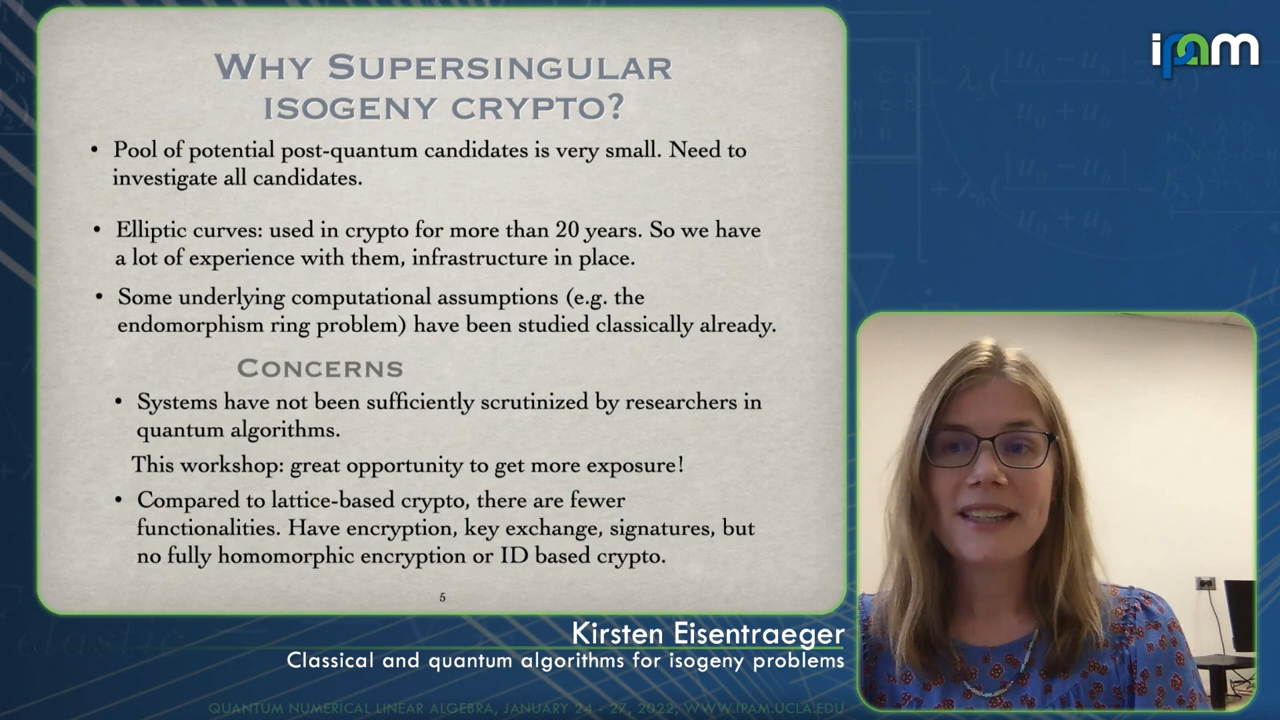 WHY SUPERSINGULAR
ISOGENY CRYPTO?
• Pool of potential post-quantum candidates is very small. Need to
investigate all candidates.
• Elliptic curves: used in crypto for more than 20 years. So we have
a lot of experience with them, infrastructure in place.
• Some underlying computational assumptions (e.g. the
endomorphism ring problem) have been studied classically already.
CONCERNS
• Systems have not been sufficiently scrutinized by researchers in
quantum algorithms.
This workshop: great opportunity to get more exposure!
• Compared to lattice-based crypto, there are fewer
functionalities. Have encryption, key exchange, signatures, but
no fully homomorphic encryption or ID based crypto.
5
ipam
Kirsten Eisentraeger
Classical and quantum algorithms for isogeny problems
QUANTUM NUMERICAL LINEAR ALGEBRA, JANUARY 24 - 27, 2022, WWW.IPAM.UCLA.EDU